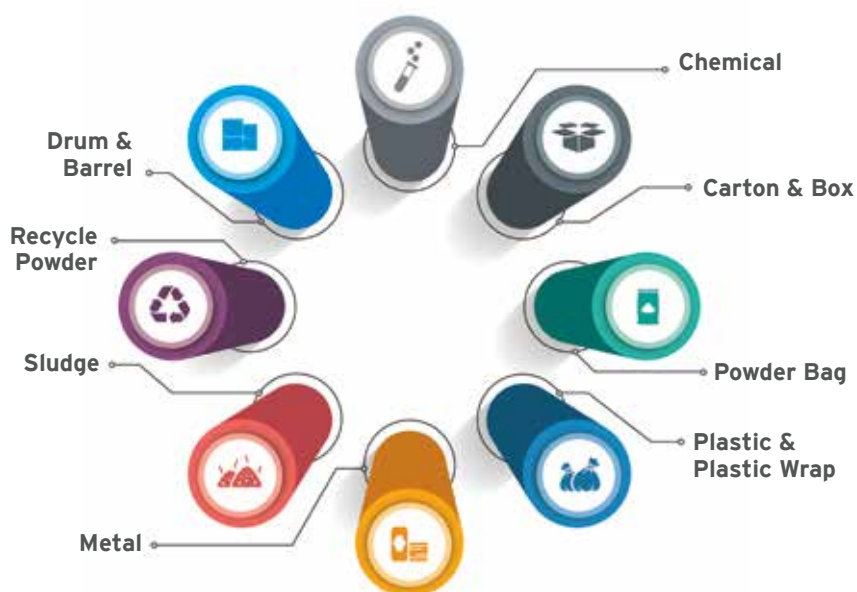 Chemical
Drum &
Barrel
Carton & Box
Recycle
Powder
Sludge
Powder Bag
Plastic &
Plastic Wrap
Metal